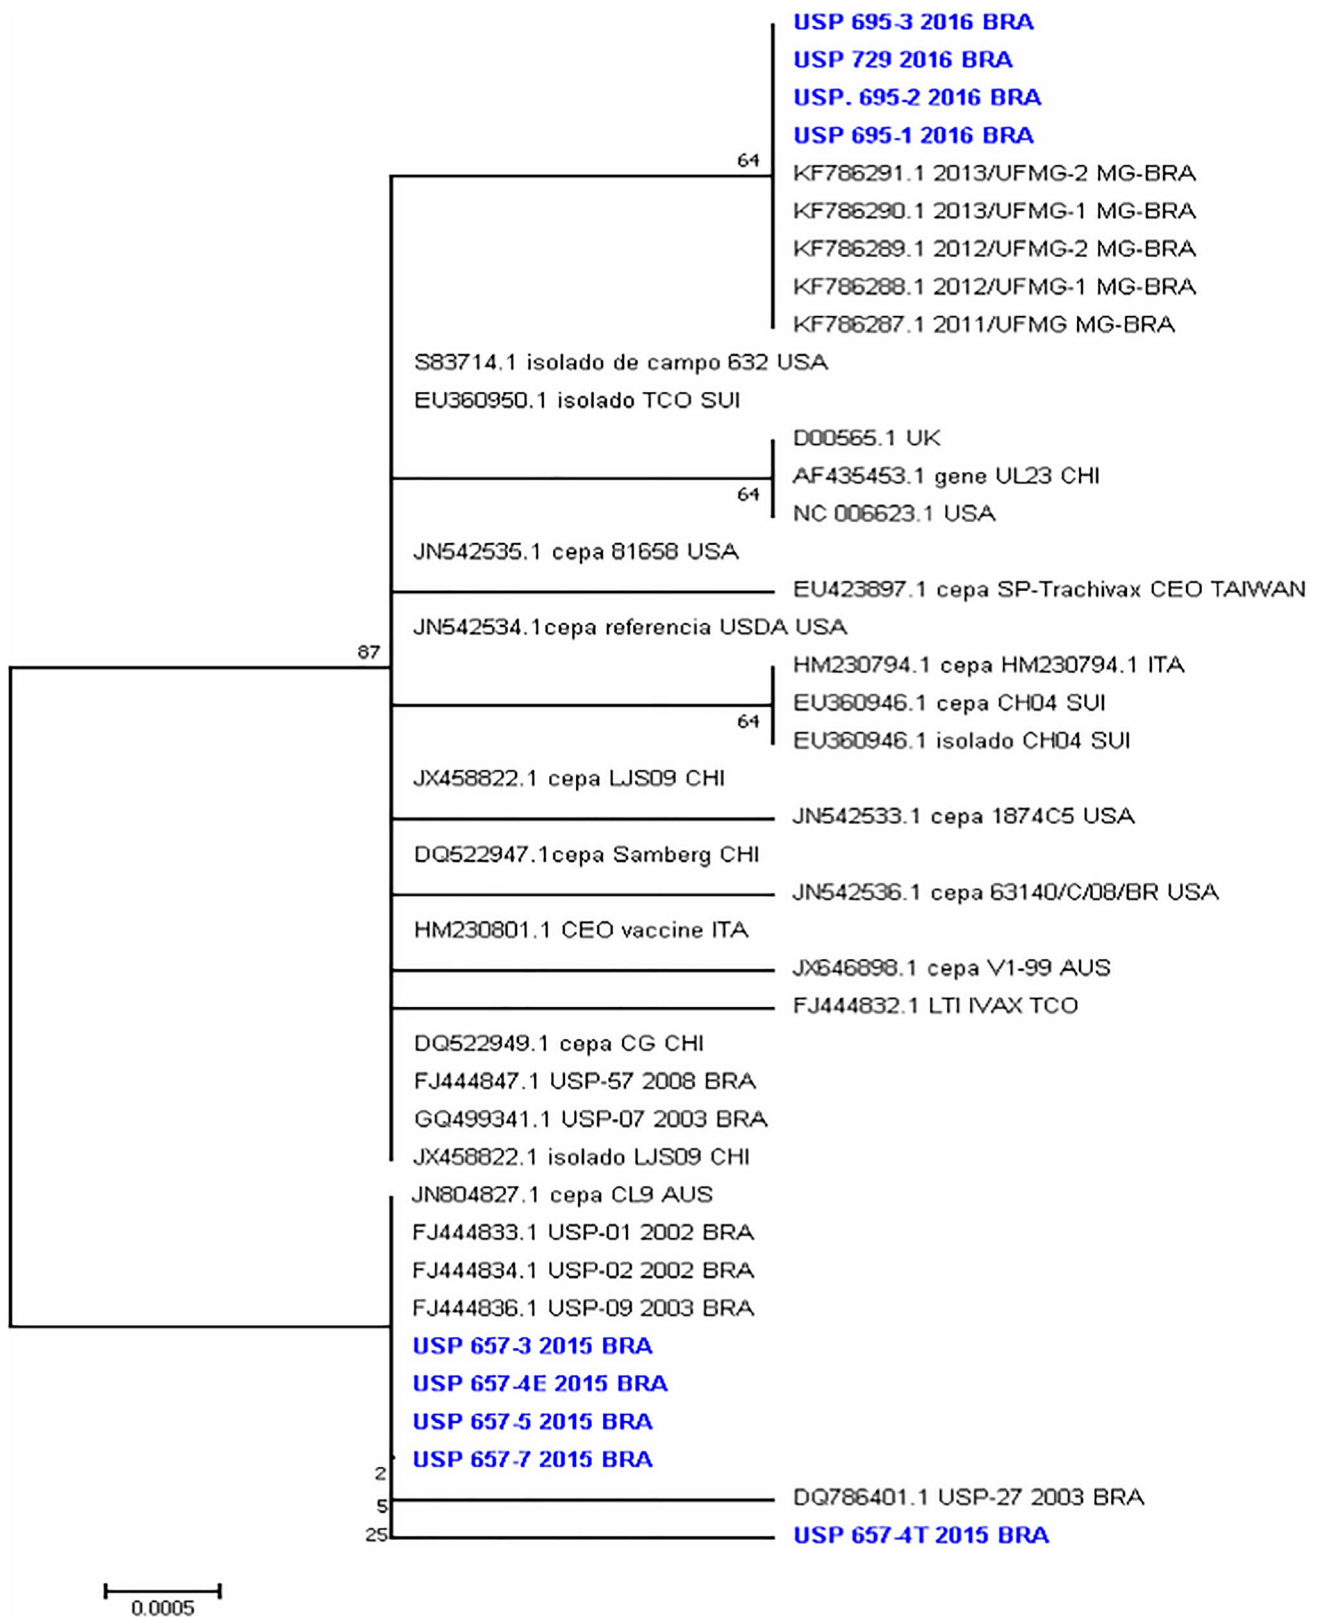 USP 695-3 2016 BRA
USP 729 2016 BRA
USP. 695-2 2016 BRA
USP 695-1 2016 BRA
64
KF786291.1 2013/UFMG-2 MG-BRA
KF786290.1 2013/UFMG-1 MG-BRA
KF786289.1 2012/UFMG-2 MG-BRA
KF786288.1 2012/UFMG-1 MG-BRA
KF786287.1 2011/UFMG MG-BRA
S83714.1 isolado de campo 632 USA
EU360950.1 isolado TCO SUI
D00565.1 UK
AF435453.1 gene UL23 CHI
64
NC 006623.1 USA
JN542535.1 cepa 81658 USA
EU423897.1 cepa SP-Trachivax CEO TAIWAN
JN542534.1cepa referencia USDA USA
87
HM230794.1 cepa HM230794.1 ITA
EU360946.1 cepa CH04 SUI
64
EU360946.1 isolado CH04 SUI
JX458822.1 cepa LJS09 CHI
JN542533.1 cepa 1874C5 USA
DQ522947.1cepa Samberg CHI
JN542536.1 cepa 63140/C/08/BR USA
HM230801.1 CEO vaccine ITA
JX646898.1 cepa V1-99 AUS
FJ444832.1 LTI IVAX TCO
DQ522949.1 cepa CG CHI
FJ444847.1 USP-57 2008 BRA
GQ499341.1 USP-07 2003 BRA
JX458822.1 isolado LJS09 CHI
JN804827.1 cepa CL9 AUS
FJ444833.1 USP-01 2002 BRA
FJ444834.1 USP-02 2002 BRA
FJ444836.1 USP-09 2003 BRA
USP 657-3 2015 BRA
USP 657-4E 2015 BRA
USP 657-5 2015 BRA
USP 657-7 2015 BRA
2
DQ786401.1 USP-27 2003 BRA
5
25
USP 657-4T 2015 BRA
0.0005